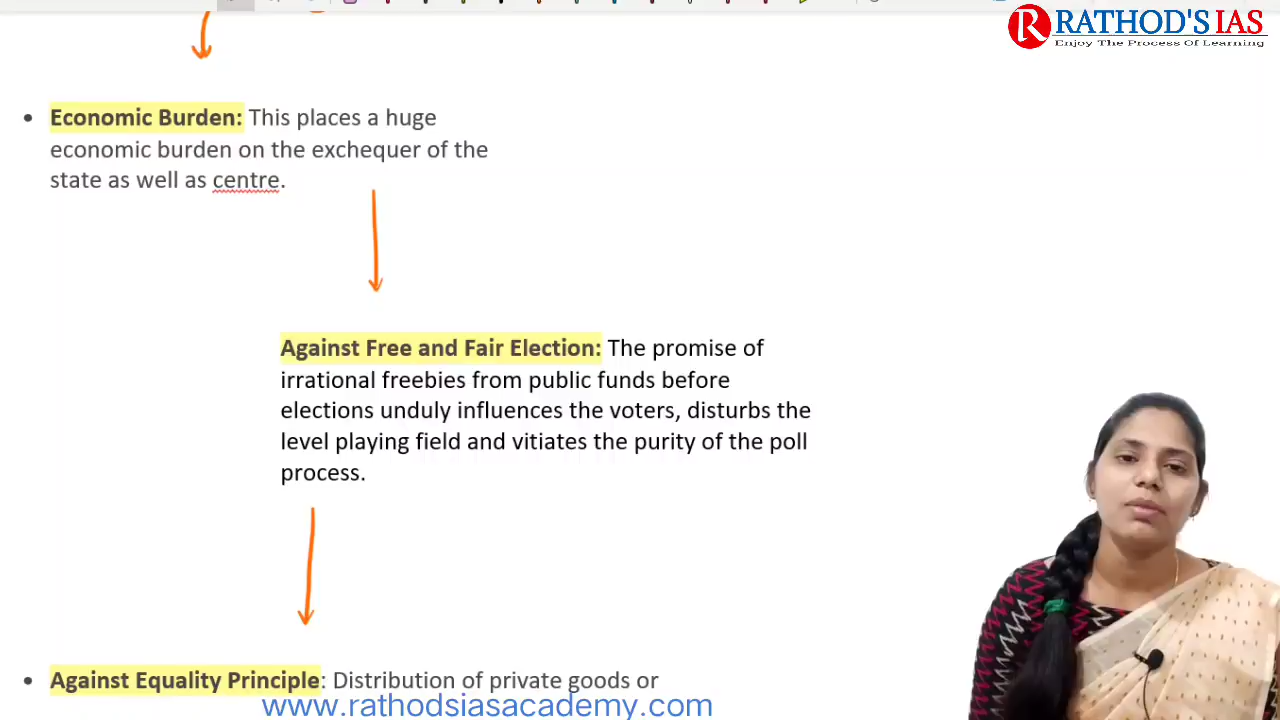 RATHOD'S IAS
Enjoy The Process Of Learning
Economic Burden: This places a huge
economic burden on the exchequer of the
state as well as centre.
Against Free and Fair Election: The promise of
irrational freebies from public funds before
elections unduly influences the voters, disturbs the
level playing field and vitiates the purity of the poll
process.
Against Equality Principle: Distribution of private goods or
www.rathodsiasacademy.com